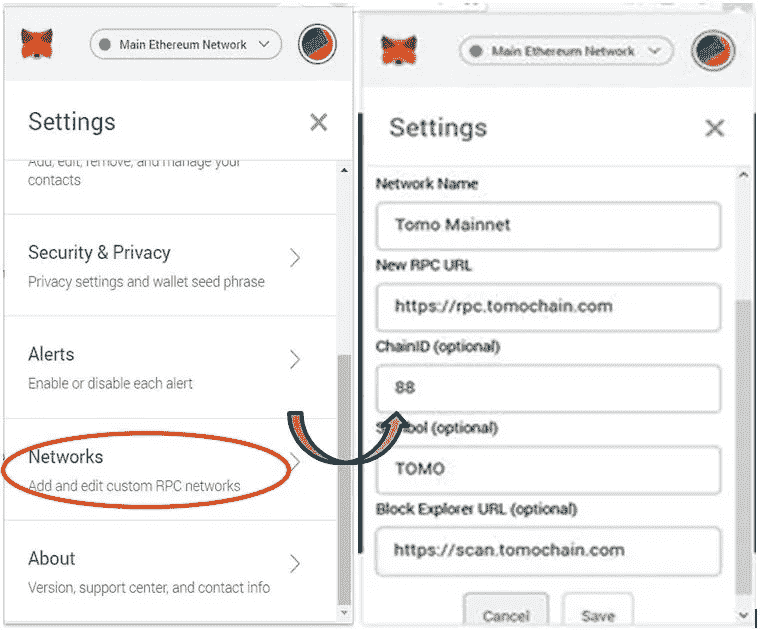 Main Ethereum Network
Settings
Add, edit, remove, and manage your
contacts
Security & Privacy
Privacy settings and wallet seed phrase
Alerts
Enable or disable each alert
Networks
Add and edit custom RPC networks
About
Version, support center, and contact info
Main Ethereum Network
Settings
Network Name
Tomo Mainnet
New RPC URL
https://rpc.tomochain.com
ChainID (optional)
88
Symbol (optional)
TOMO
Block Explorer URL (optional)
https://scan.tomochain.com
Cancel
Save